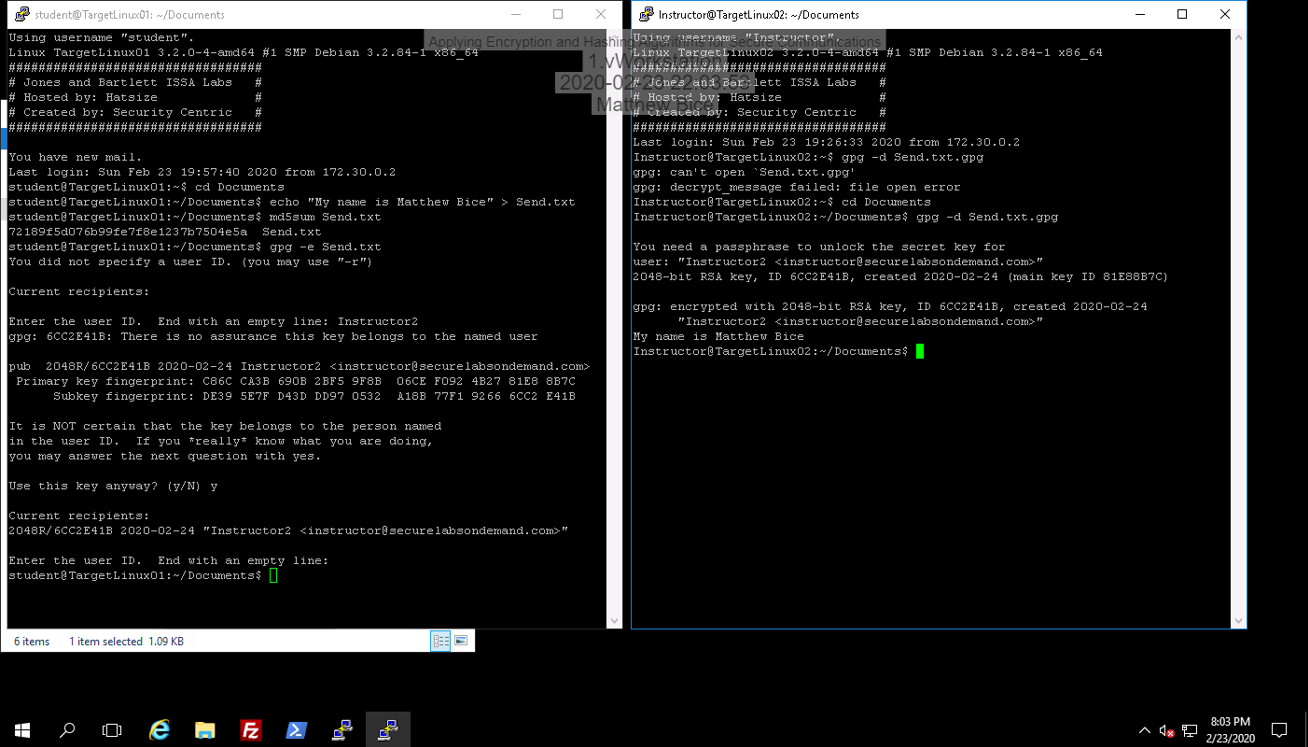 student@TargetLinux01: ~/Documents
Using username "student".
Linux TargetLinux01 3.2.0-4-amd64 #1 SMP Debian 3.2.84-1 x86_64
##################################
# Jones and Bartlett ISSA Labs   #
# Hosted by: Hatsize             #
# Created by: Security Centric   #
##################################
You have new mail.
Last login: Sun Feb 23 19:57:40 2020 from 172.30.0.2
student@TargetLinux01:~$ cd Documents
student@TargetLinux01:~/Documents$ echo "My name is Matthew Bice" > Send.txt
student@TargetLinux01:~/Documents$ md5sum Send.txt
72189f5d076b99fe7f8e1237b7504e5a  Send.txt
student@TargetLinux01:~/Documents$ gpg -e Send.txt
You did not specify a user ID. (you may use "-r")
Current recipients:
Enter the user ID.  End with an empty line: Instructor2
gpg: 6CC2E41B: There is no assurance this key belongs to the named user
pub  2048R/6CC2E41B 2020-02-24 Instructor2 <instructor@securelabsondemand.com>
 Primary key fingerprint: C86C CA3B 690B 2BF5 9F8B  06CE F092 4B27 81E8 8B7C
      Subkey fingerprint: DE39 5E7F D43D DD97 0532  A18B 77F1 9266 6CC2 E41B
It is NOT certain that the key belongs to the person named
in the user ID.  If you *really* know what you are doing,
you may answer the next question with yes.
Use this key anyway? (y/N) y
Current recipients:
2048R/6CC2E41B 2020-02-24 "Instructor2 <instructor@securelabsondemand.com>"
Enter the user ID.  End with an empty line:
student@TargetLinux01:~/Documents$
6 items
1 item selected  1.09 KB
Applying Encryption and Hashing Algorithms for Secure Communications
1.vWorkstation
2020-02-23 22:03:53
Matthew Bice
Instructor@TargetLinux02: ~/Documents
Using username "Instructor".
Linux TargetLinux02 3.2.0-4-amd64 #1 SMP Debian 3.2.84-1 x86_64
##################################
# Jones and Bartlett ISSA Labs   #
# Hosted by: Hatsize             #
# Created by: Security Centric   #
##################################
Last login: Sun Feb 23 19:26:33 2020 from 172.30.0.2
Instructor@TargetLinux02:~$ gpg -d Send.txt.gpg
gpg: can't open `Send.txt.gpg'
gpg: decrypt_message failed: file open error
Instructor@TargetLinux02:~$ cd Documents
Instructor@TargetLinux02:~/Documents$ gpg -d Send.txt.gpg
You need a passphrase to unlock the secret key for
user: "Instructor2 <instructor@securelabsondemand.com>"
2048-bit RSA key, ID 6CC2E41B, created 2020-02-24 (main key ID 81E88B7C)
gpg: encrypted with 2048-bit RSA key, ID 6CC2E41B, created 2020-02-24
      "Instructor2 <instructor@securelabsondemand.com>"
My name is Matthew Bice
Instructor@TargetLinux02:~/Documents$
8:03 PM
2/23/2020